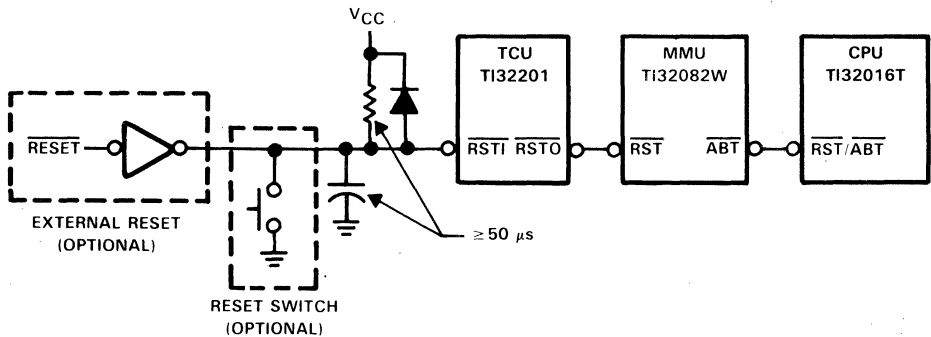 VCC
TCU
TI32201
MMU
TI32082W
CPU
TI32016T
RESET
RSTI RSTO
RST
ABT
RST/ABT
EXTERNAL RESET
(OPTIONAL)
≥50 μs
RESET SWITCH
(OPTIONAL)